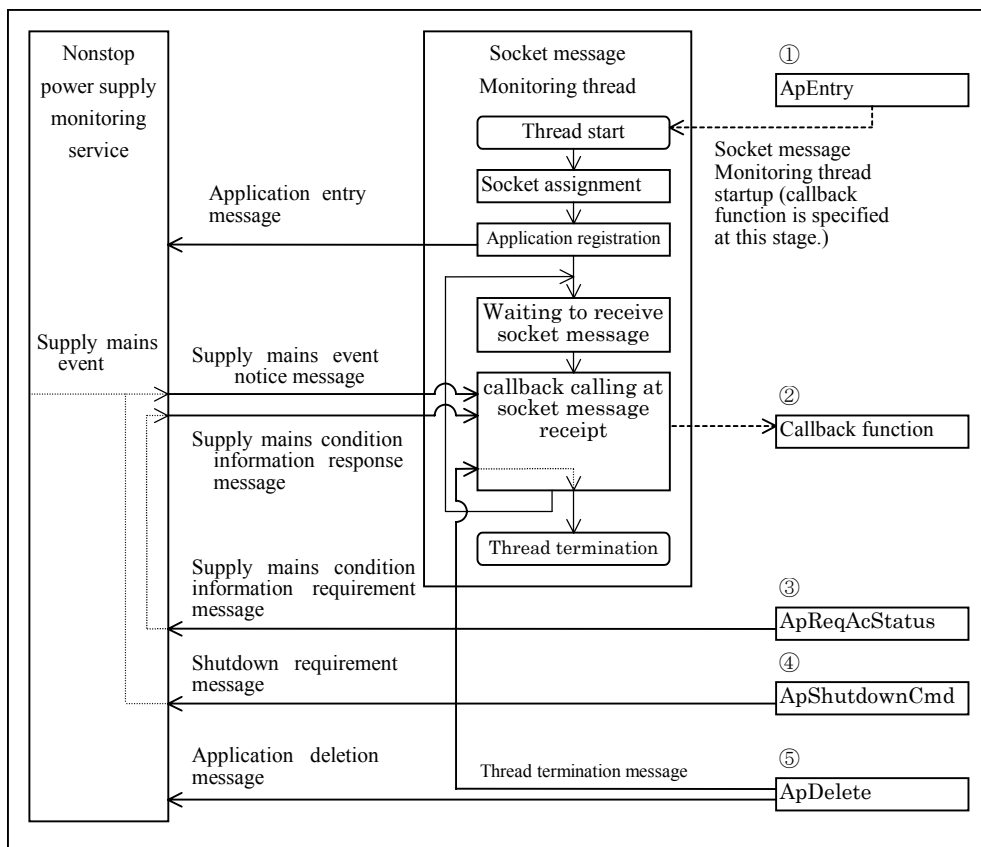 Nonstop
power supply
monitoring
service
Socket message
Monitoring thread
Thread start
Socket assignment
Application registration
Waiting to receive
socket message
callback calling at
socket message
receipt
Thread termination
①
ApEntry
Socket message
Monitoring thread
startup (callback
function is specified
at this stage.)
Application entry
message
Supply mains
event
Supply mains event
notice message
Supply mains condition
information response
message
②
Callback function
Supply mains condition
information requirement
message
③
ApReqAcStatus
Shutdown requirement
message
④
ApShutdownCmd
Application deletion
message
Thread termination message
⑤
ApDelete